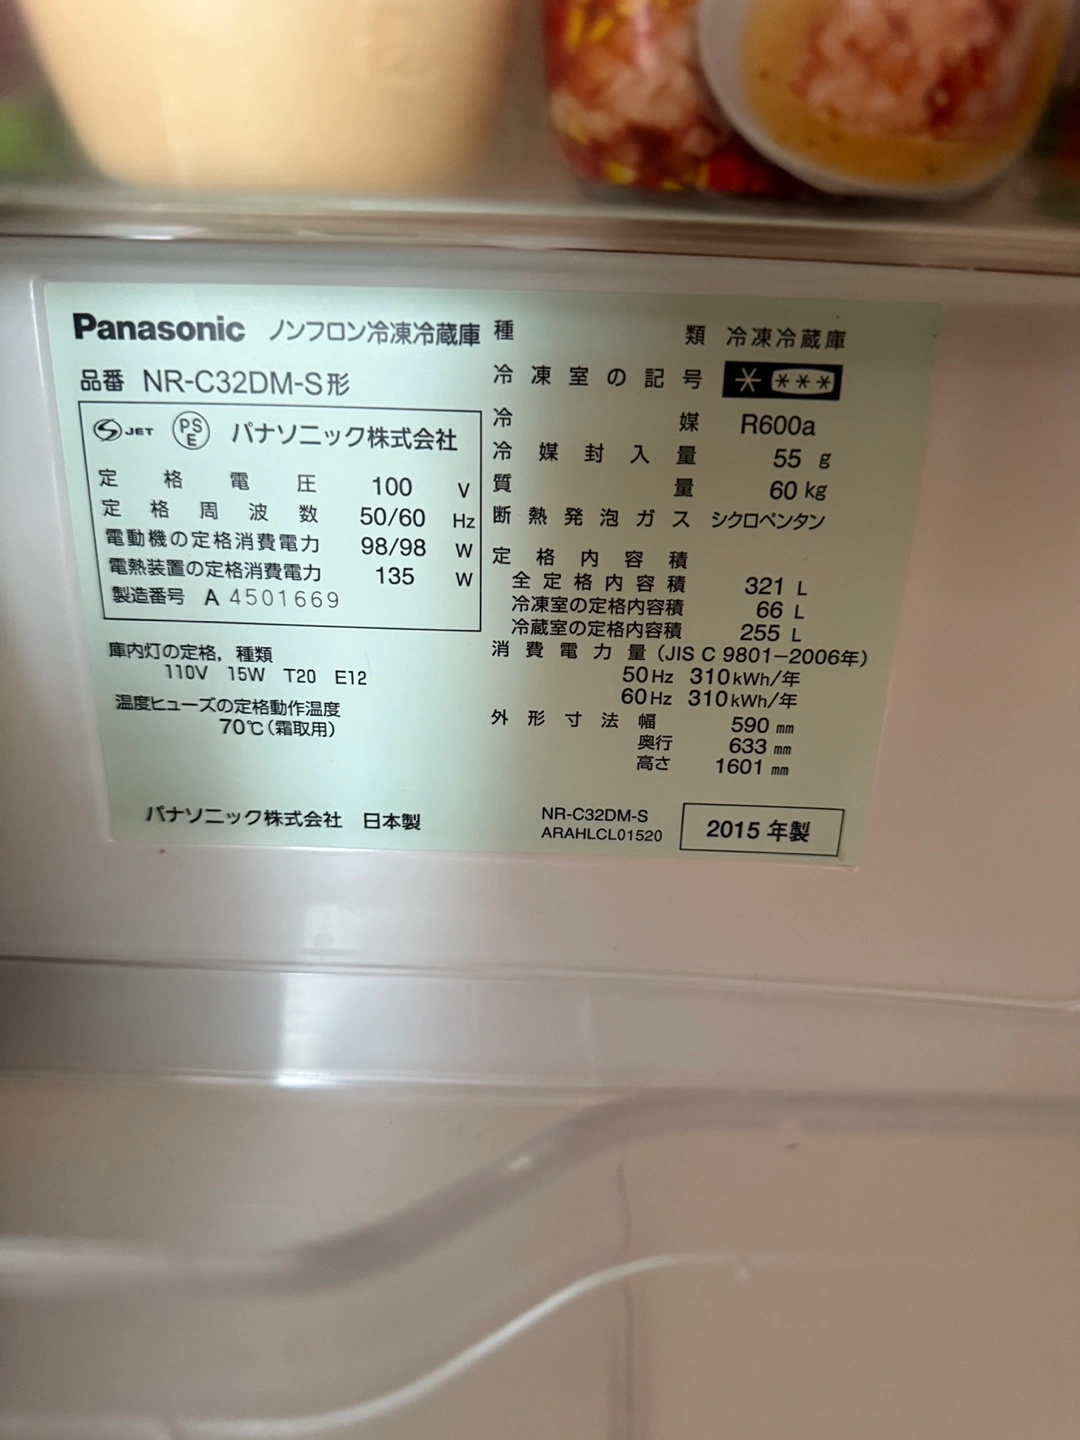 Panasonic ノンフロン冷凍冷蔵庫
品番 NR-C32DM-S形
JET PSE パナソニック株式会社
定格電圧 100 V
定格周波数 50/60 Hz
電動機の定格消費電力 98/98 W
電熱装置の定格消費電力 135 W
製造番号 A 4501669
庫内灯の定格，種類
110V 15W T20 E12
温度ヒューズの定格動作温度
70℃（霜取用）
パナソニック株式会社 日本製
種類 冷凍冷蔵庫
冷凍室の記号 * ***
冷媒 R600a
冷媒封入量 55 g
質量 60 kg
断熱発泡ガス シクロペンタン
定格内容積
全定格内容積 321 L
冷凍室の定格内容積 66 L
冷蔵室の定格内容積 255 L
消費電力量（JIS C 9801−2006年）
50Hz 310kWh/年
60Hz 310kWh/年
外形寸法 幅 590 mm
奥行 633 mm
高さ 1601 mm
NR-C32DM-S
ARAHLCL01520
2015 年製